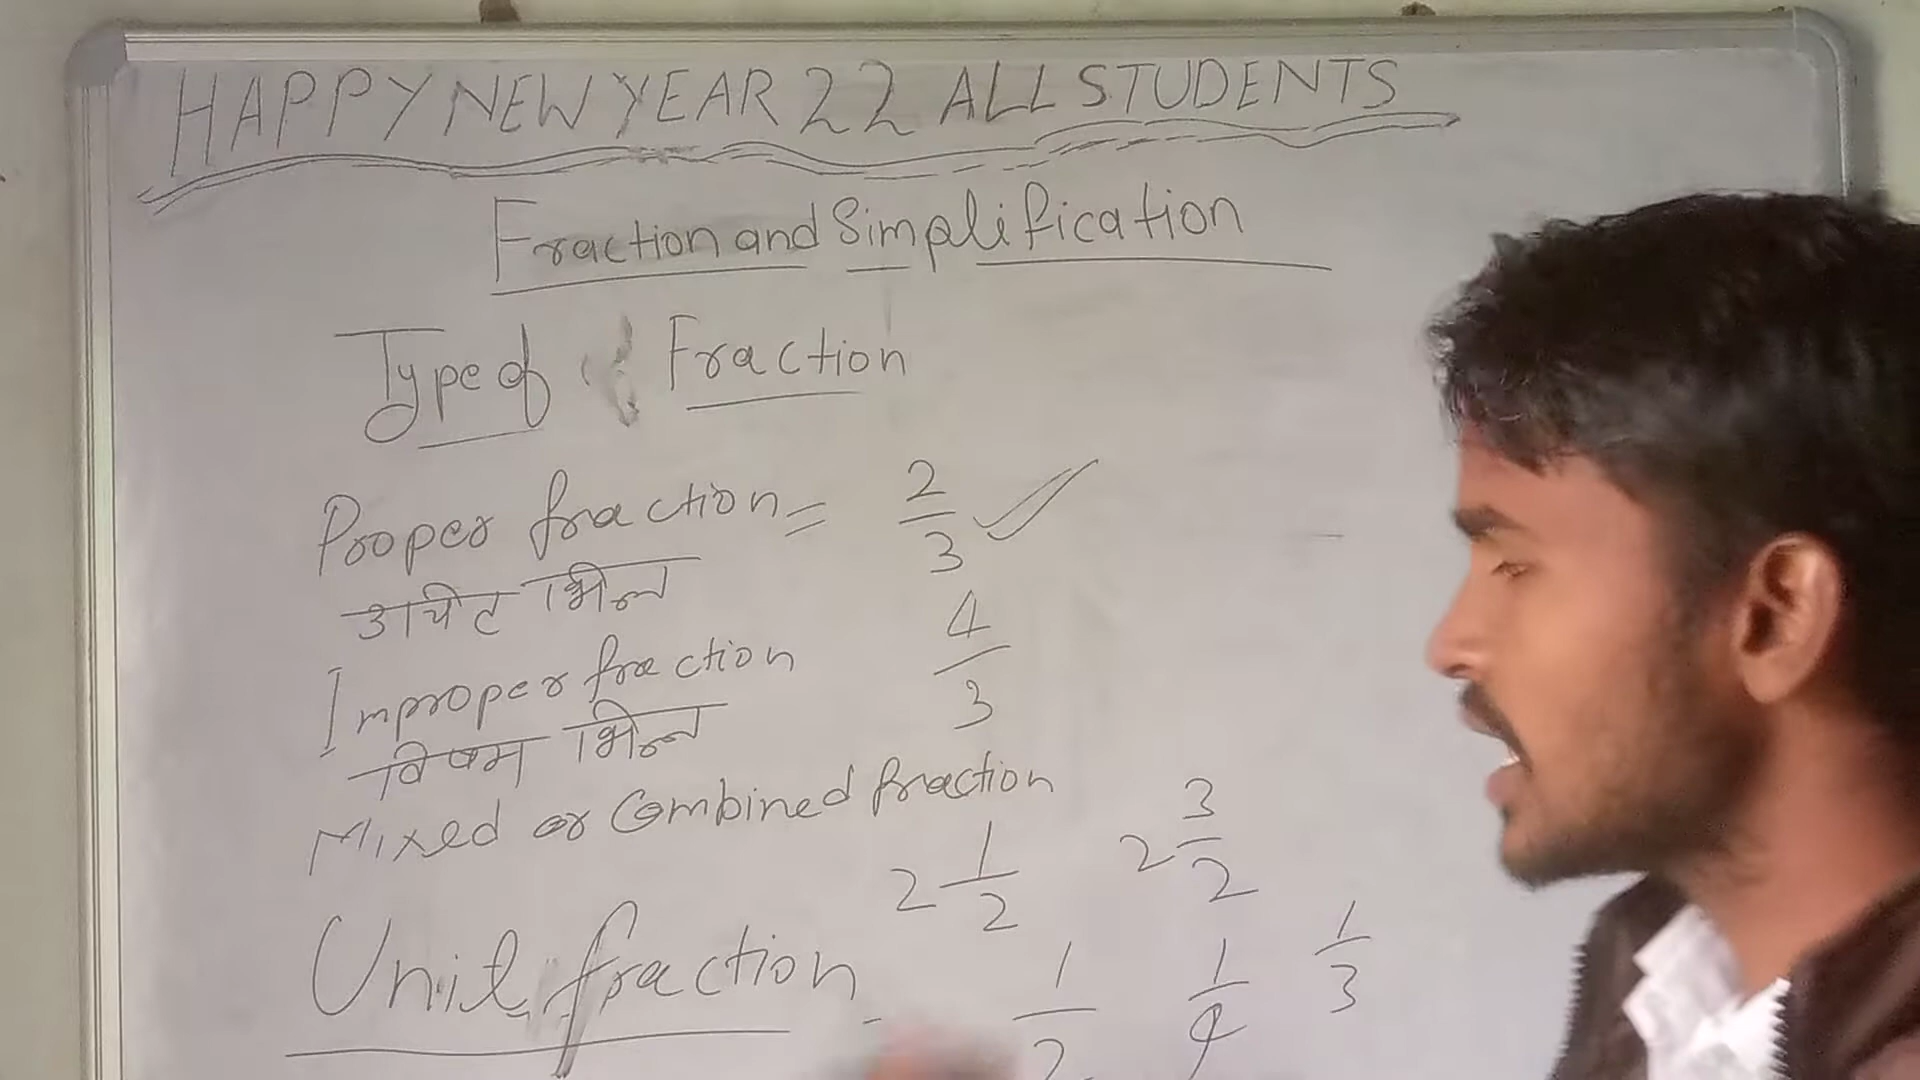 HAPPY NEW YEAR 22 ALL STUDENTS
Fraction and Simplification
Type of Fraction
Proper fraction = 2/3 ✓
उचित भिन्न
Improper fraction 4/3
विषम भिन्न
Mixed or Combined fraction
2 1/2 2 3/2
Unit fraction 1/2 1/4 1/3